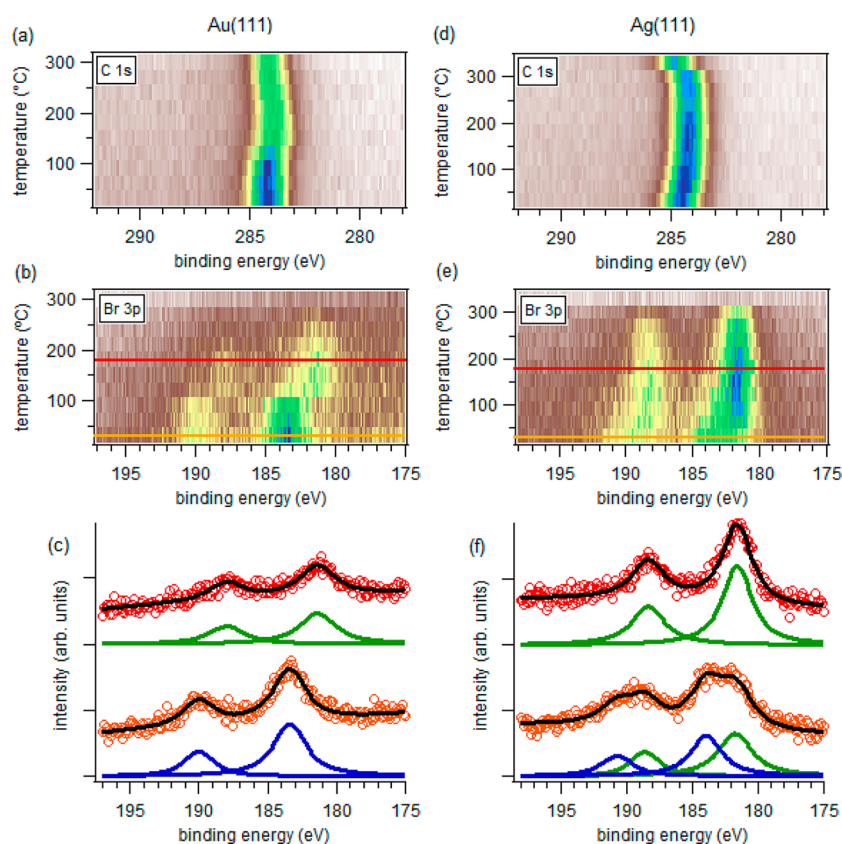 Au(111)
(a)
C 1s
300
200
100
temperature (°C)
290 285 280
binding energy (eV)
(b)
Br 3p
300
200
100
temperature (°C)
195 190 185 180 175
binding energy (eV)
(c)
intensity (arb. units)
195 190 185 180 175
binding energy (eV)
Ag(111)
(d)
C 1s
300
200
100
temperature (°C)
290 285 280
binding energy (eV)
(e)
Br 3p
300
200
100
temperature (°C)
195 190 185 180 175
binding energy (eV)
(f)
intensity (arb. units)
195 190 185 180 175
binding energy (eV)